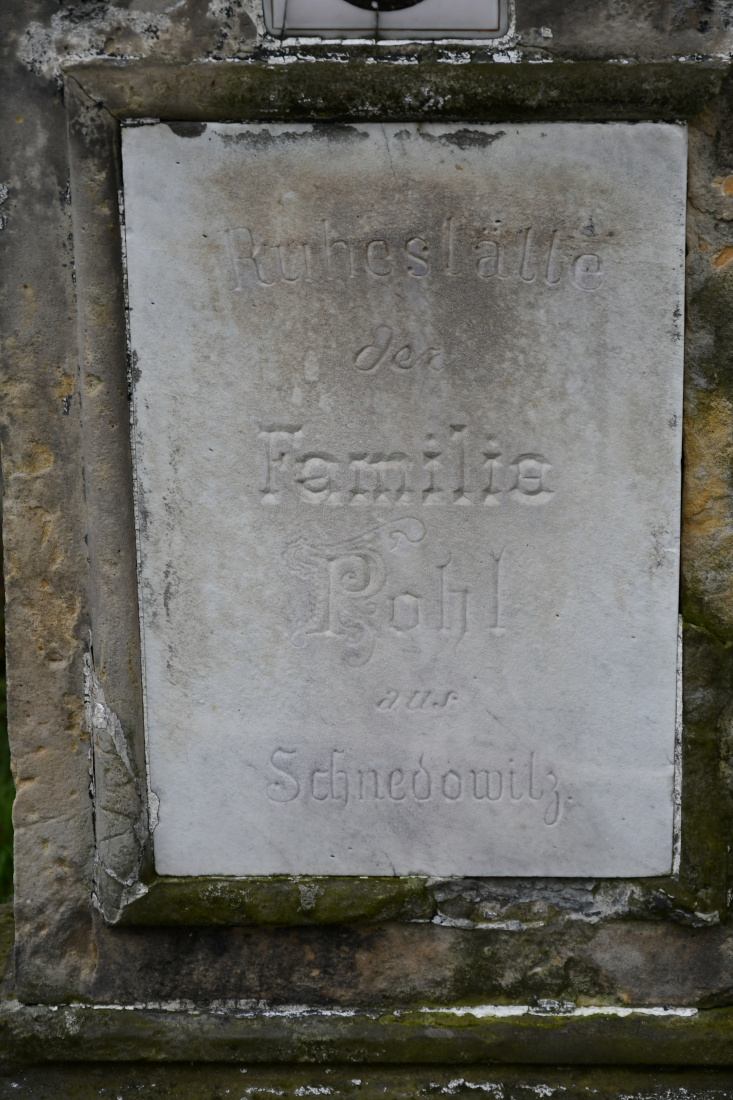 Ruhestätte
der
Familie
Pohl
aus
Schnedowitz.